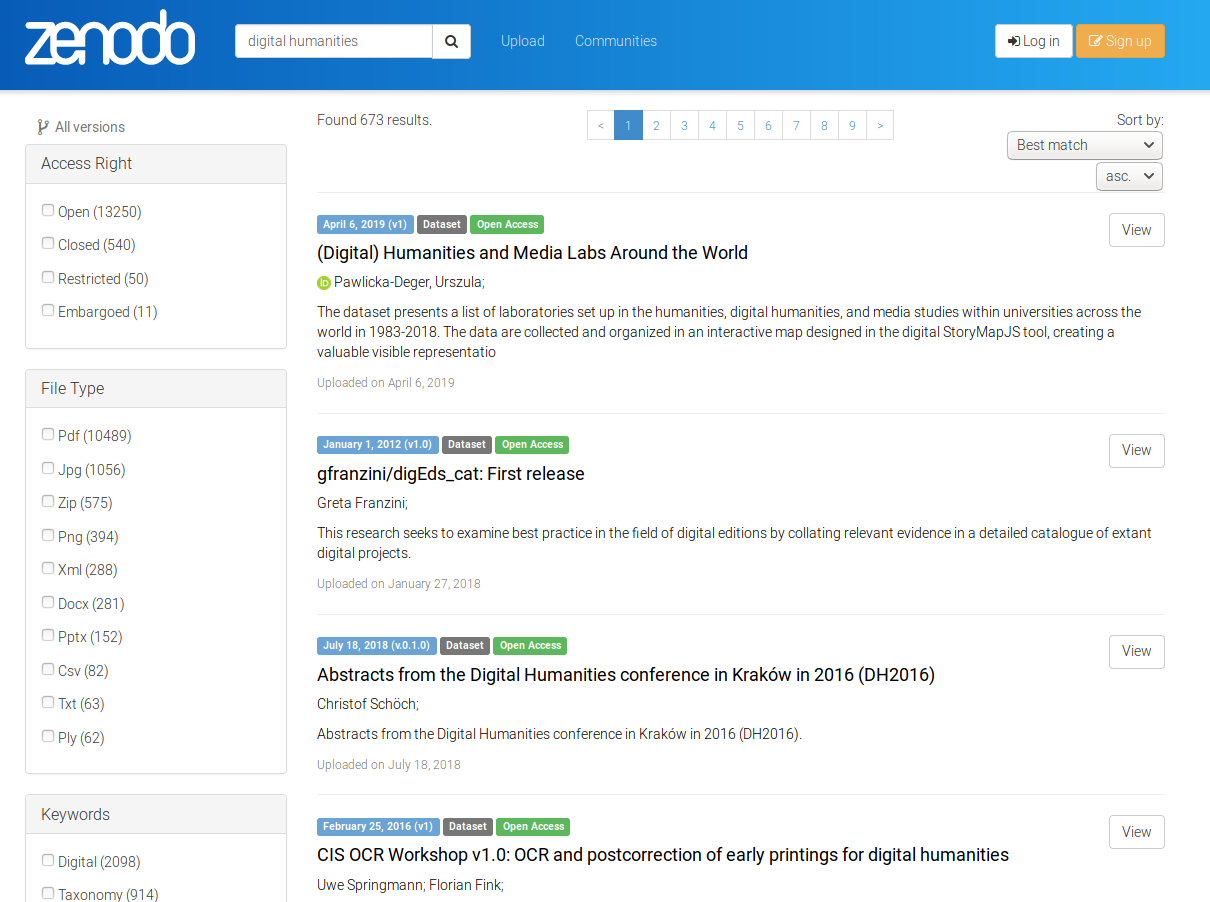 zenodo
digital humanities
Upload
Communities
Log in
Sign up
All versions
Access Right
Open (13250)
Closed (540)
Restricted (50)
Embargoed (11)
File Type
Pdf (10489)
Jpg (1056)
Zip (575)
Png (394)
Xml (288)
Docx (281)
Pptx (152)
Csv (82)
Txt (63)
Ply (62)
Keywords
Digital (2098)
Taxonomy (914)
Found 673 results.
< 1 2 3 4 5 6 7 8 9 >
Sort by:
Best match
asc.
April 6, 2019 (v1) Dataset Open Access
View
(Digital) Humanities and Media Labs Around the World
iD Pawlicka-Deger, Urszula;
The dataset presents a list of laboratories set up in the humanities, digital humanities, and media studies within universities across the
world in 1983-2018. The data are collected and organized in an interactive map designed in the digital StoryMapJS tool, creating a
valuable visible representatio
Uploaded on April 6, 2019
January 1, 2012 (v1.0) Dataset Open Access
View
gfranzini/digEds_cat: First release
Greta Franzini;
This research seeks to examine best practice in the field of digital editions by collating relevant evidence in a detailed catalogue of extant
digital projects.
Uploaded on January 27, 2018
July 18, 2018 (v.0.1.0) Dataset Open Access
View
Abstracts from the Digital Humanities conference in Kraków in 2016 (DH2016)
Christof Schöch;
Abstracts from the Digital Humanities conference in Kraków in 2016 (DH2016).
Uploaded on July 18, 2018
February 25, 2016 (v1) Dataset Open Access
View
CIS OCR Workshop v1.0: OCR and postcorrection of early printings for digital humanities
Uwe Springmann; Florian Fink;